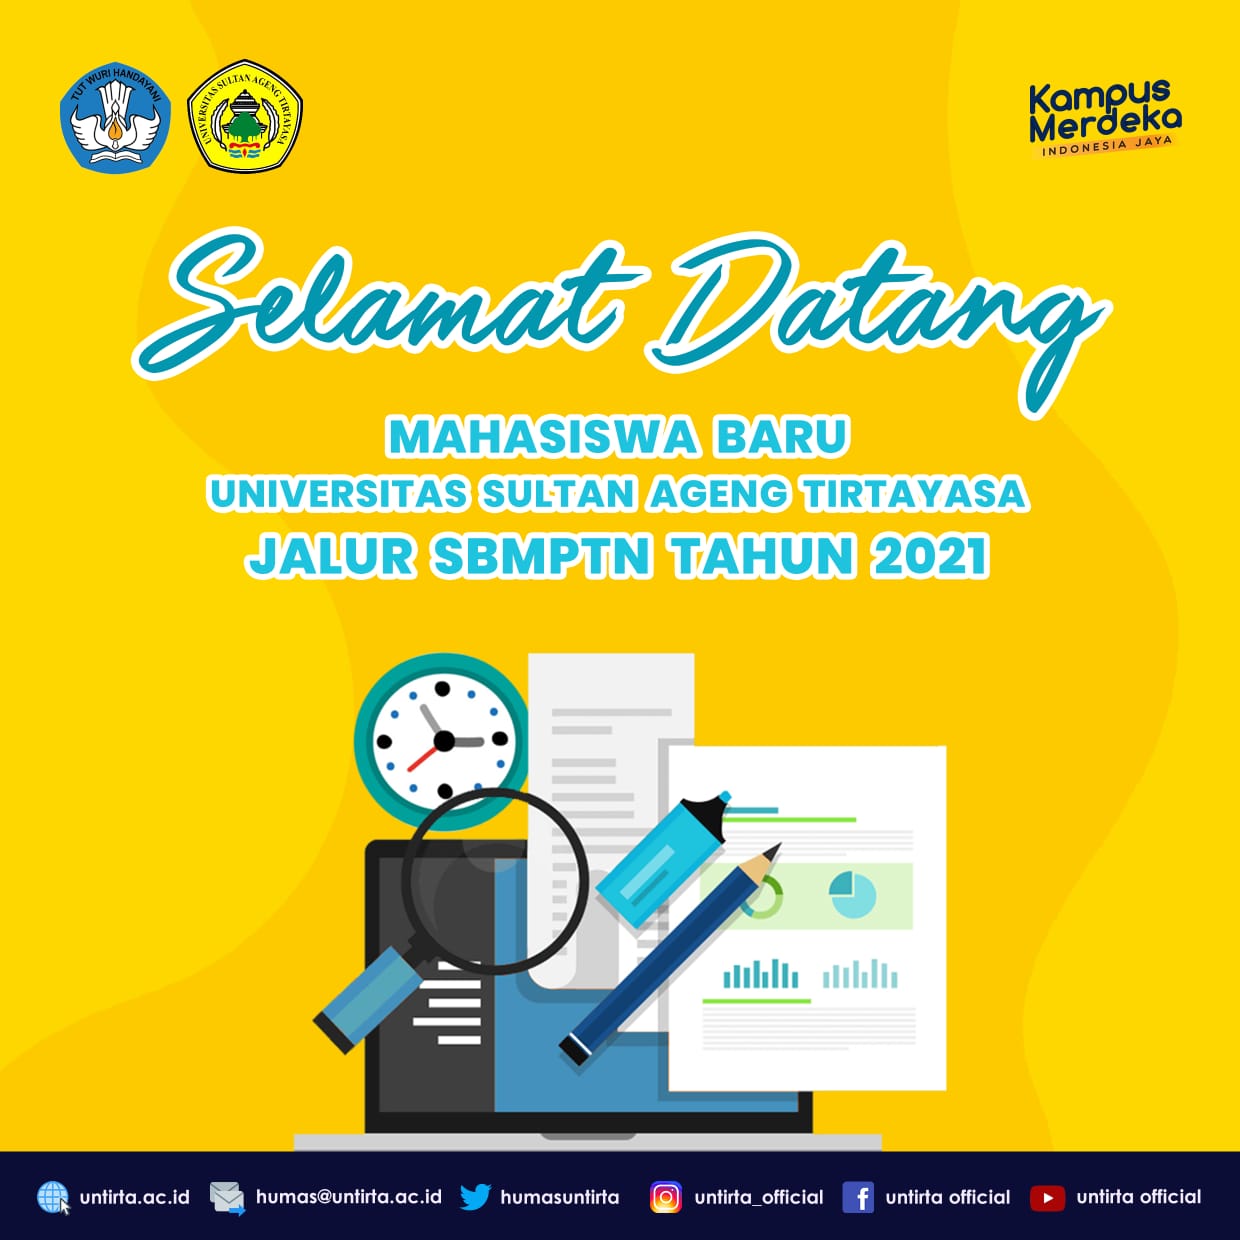 TUT WURI HANDAYANI
UNIVERSITAS SULTAN AGENG TIRTAYASA
Kampus
Merdeka
INDONESIA JAYA
Selamat Datang
MAHASISWA BARU
UNIVERSITAS SULTAN AGENG TIRTAYASA
JALUR SBMPTN TAHUN 2021
untirta.ac.id humas@untirta.ac.id humasuntirta untirta_official untirta official untirta official